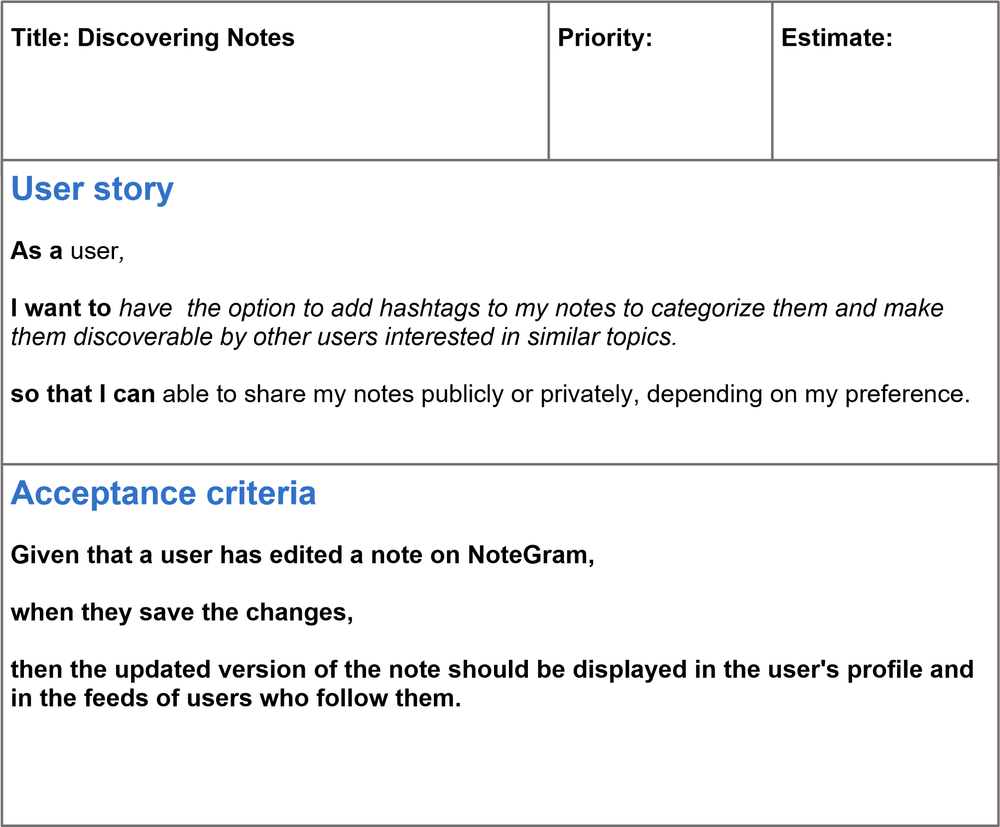 Title: Discovering Notes
Priority:
Estimate:
User story
As a user,
I want to have  the option to add hashtags to my notes to categorize them and make
them discoverable by other users interested in similar topics.
so that I can able to share my notes publicly or privately, depending on my preference.
Acceptance criteria
Given that a user has edited a note on NoteGram,
when they save the changes,
then the updated version of the note should be displayed in the user's profile and
in the feeds of users who follow them.